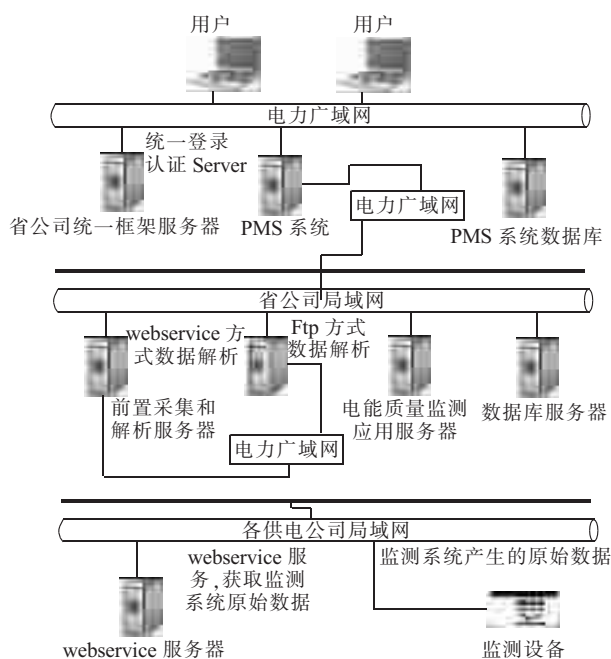 用户
用户
电力广域网
统一登录
认证 Server
电力广域网
省公司统一框架服务器
PMS 系统
PMS 系统数据库
省公司局域网
webservice 方
式数据解析
Ftp 方式
数据解析
前置采集和
解析服务器
电能质量监测
应用服务器
数据库服务器
电力广域网
各供电公司局域网
webservice 服
务,获取监测
系统原始数据
监测系统产生的原始数据
webservice 服务器
监测设备